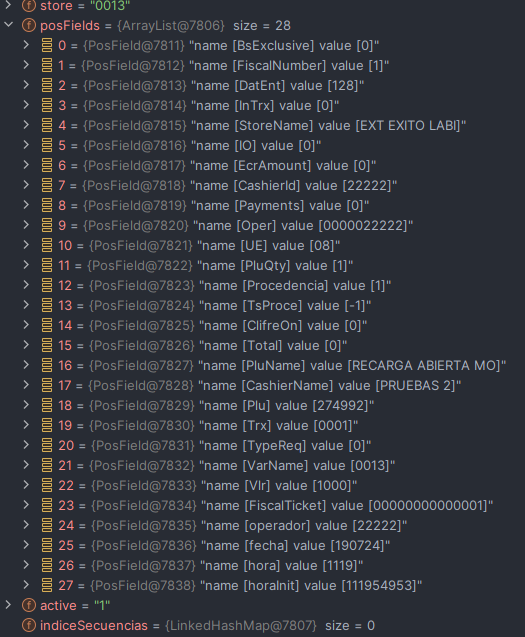 store = "0013"
posFields = {ArrayList@7806} size = 28
0 = {PosField@7811} "name [BsExclusive] value [0]"
1 = {PosField@7812} "name [FiscalNumber] value [1]"
2 = {PosField@7813} "name [DatEnt] value [128]"
3 = {PosField@7814} "name [InTrx] value [0]"
4 = {PosField@7815} "name [StoreName] value [EXT EXITO LABI]"
5 = {PosField@7816} "name [IO] value [0]"
6 = {PosField@7817} "name [EcrAmount] value [0]"
7 = {PosField@7818} "name [CashierId] value [22222]"
8 = {PosField@7819} "name [Payments] value [0]"
9 = {PosField@7820} "name [Oper] value [0000022222]"
10 = {PosField@7821} "name [UE] value [08]"
11 = {PosField@7822} "name [PluQty] value [1]"
12 = {PosField@7823} "name [Procedencia] value [1]"
13 = {PosField@7824} "name [TsProce] value [-1]"
14 = {PosField@7825} "name [ClifreOn] value [0]"
15 = {PosField@7826} "name [Total] value [0]"
16 = {PosField@7827} "name [PluName] value [RECARGA ABIERTA MO]"
17 = {PosField@7828} "name [CashierName] value [PRUEBAS 2]"
18 = {PosField@7829} "name [Plu] value [274992]"
19 = {PosField@7830} "name [Trx] value [0001]"
20 = {PosField@7831} "name [TypeReq] value [0]"
21 = {PosField@7832} "name [VarName] value [0013]"
22 = {PosField@7833} "name [Vlr] value [1000]"
23 = {PosField@7834} "name [FiscalTicket] value [00000000000001]"
24 = {PosField@7835} "name [operador] value [22222]"
25 = {PosField@7836} "name [fecha] value [190724]"
26 = {PosField@7837} "name [hora] value [1119]"
27 = {PosField@7838} "name [horaInit] value [111954953]"
active = "1"
indiceSecuencias = {LinkedHashMap@7807} size = 0